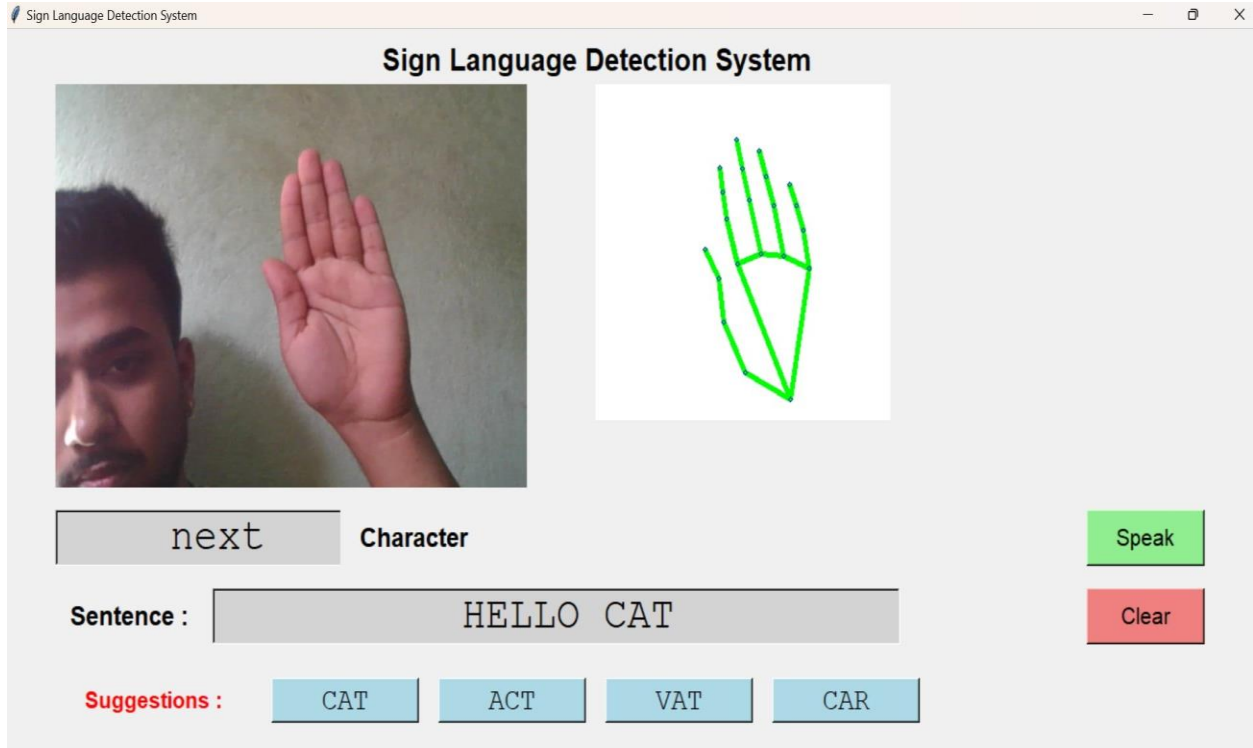 Sign Language Detection System
Sign Language Detection System
next Character
Speak
Sentence : HELLO CAT
Clear
Suggestions : CAT ACT VAT CAR